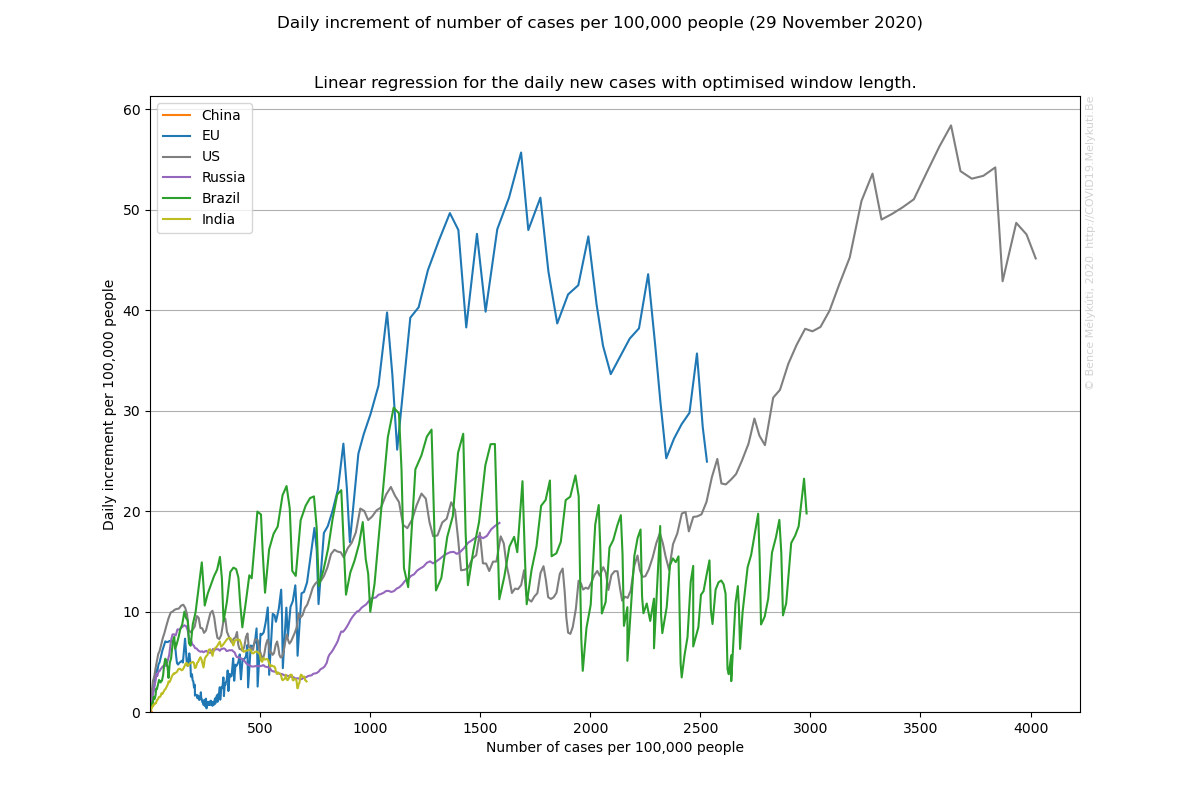 Daily increment of number of cases per 100,000 people (29 November 2020)
Linear regression for the daily new cases with optimised window length.
China
EU
US
Russia
Brazil
India
60
50
40
30
20
10
0
Daily increment per 100,000 people
500
1000
1500
2000
2500
3000
3500
4000
Number of cases per 100,000 people
© Bence Mélykúti, 2020. http://COVID19.Melykuti.Be